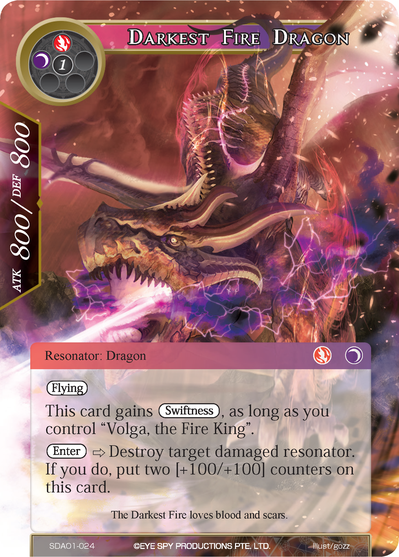 Darkest Fire Dragon
1
ATK 800/DEF 800
Resonator: Dragon
Flying
This card gains Swiftness, as long as you
control “Volga, the Fire King”.
Enter ⇨ Destroy target damaged resonator.
If you do, put two [+100/+100] counters on
this card.
The Darkest Fire loves blood and scars.
SDAO1-024
©EYE SPY PRODUCTIONS PTE. LTD.
illust/gozz